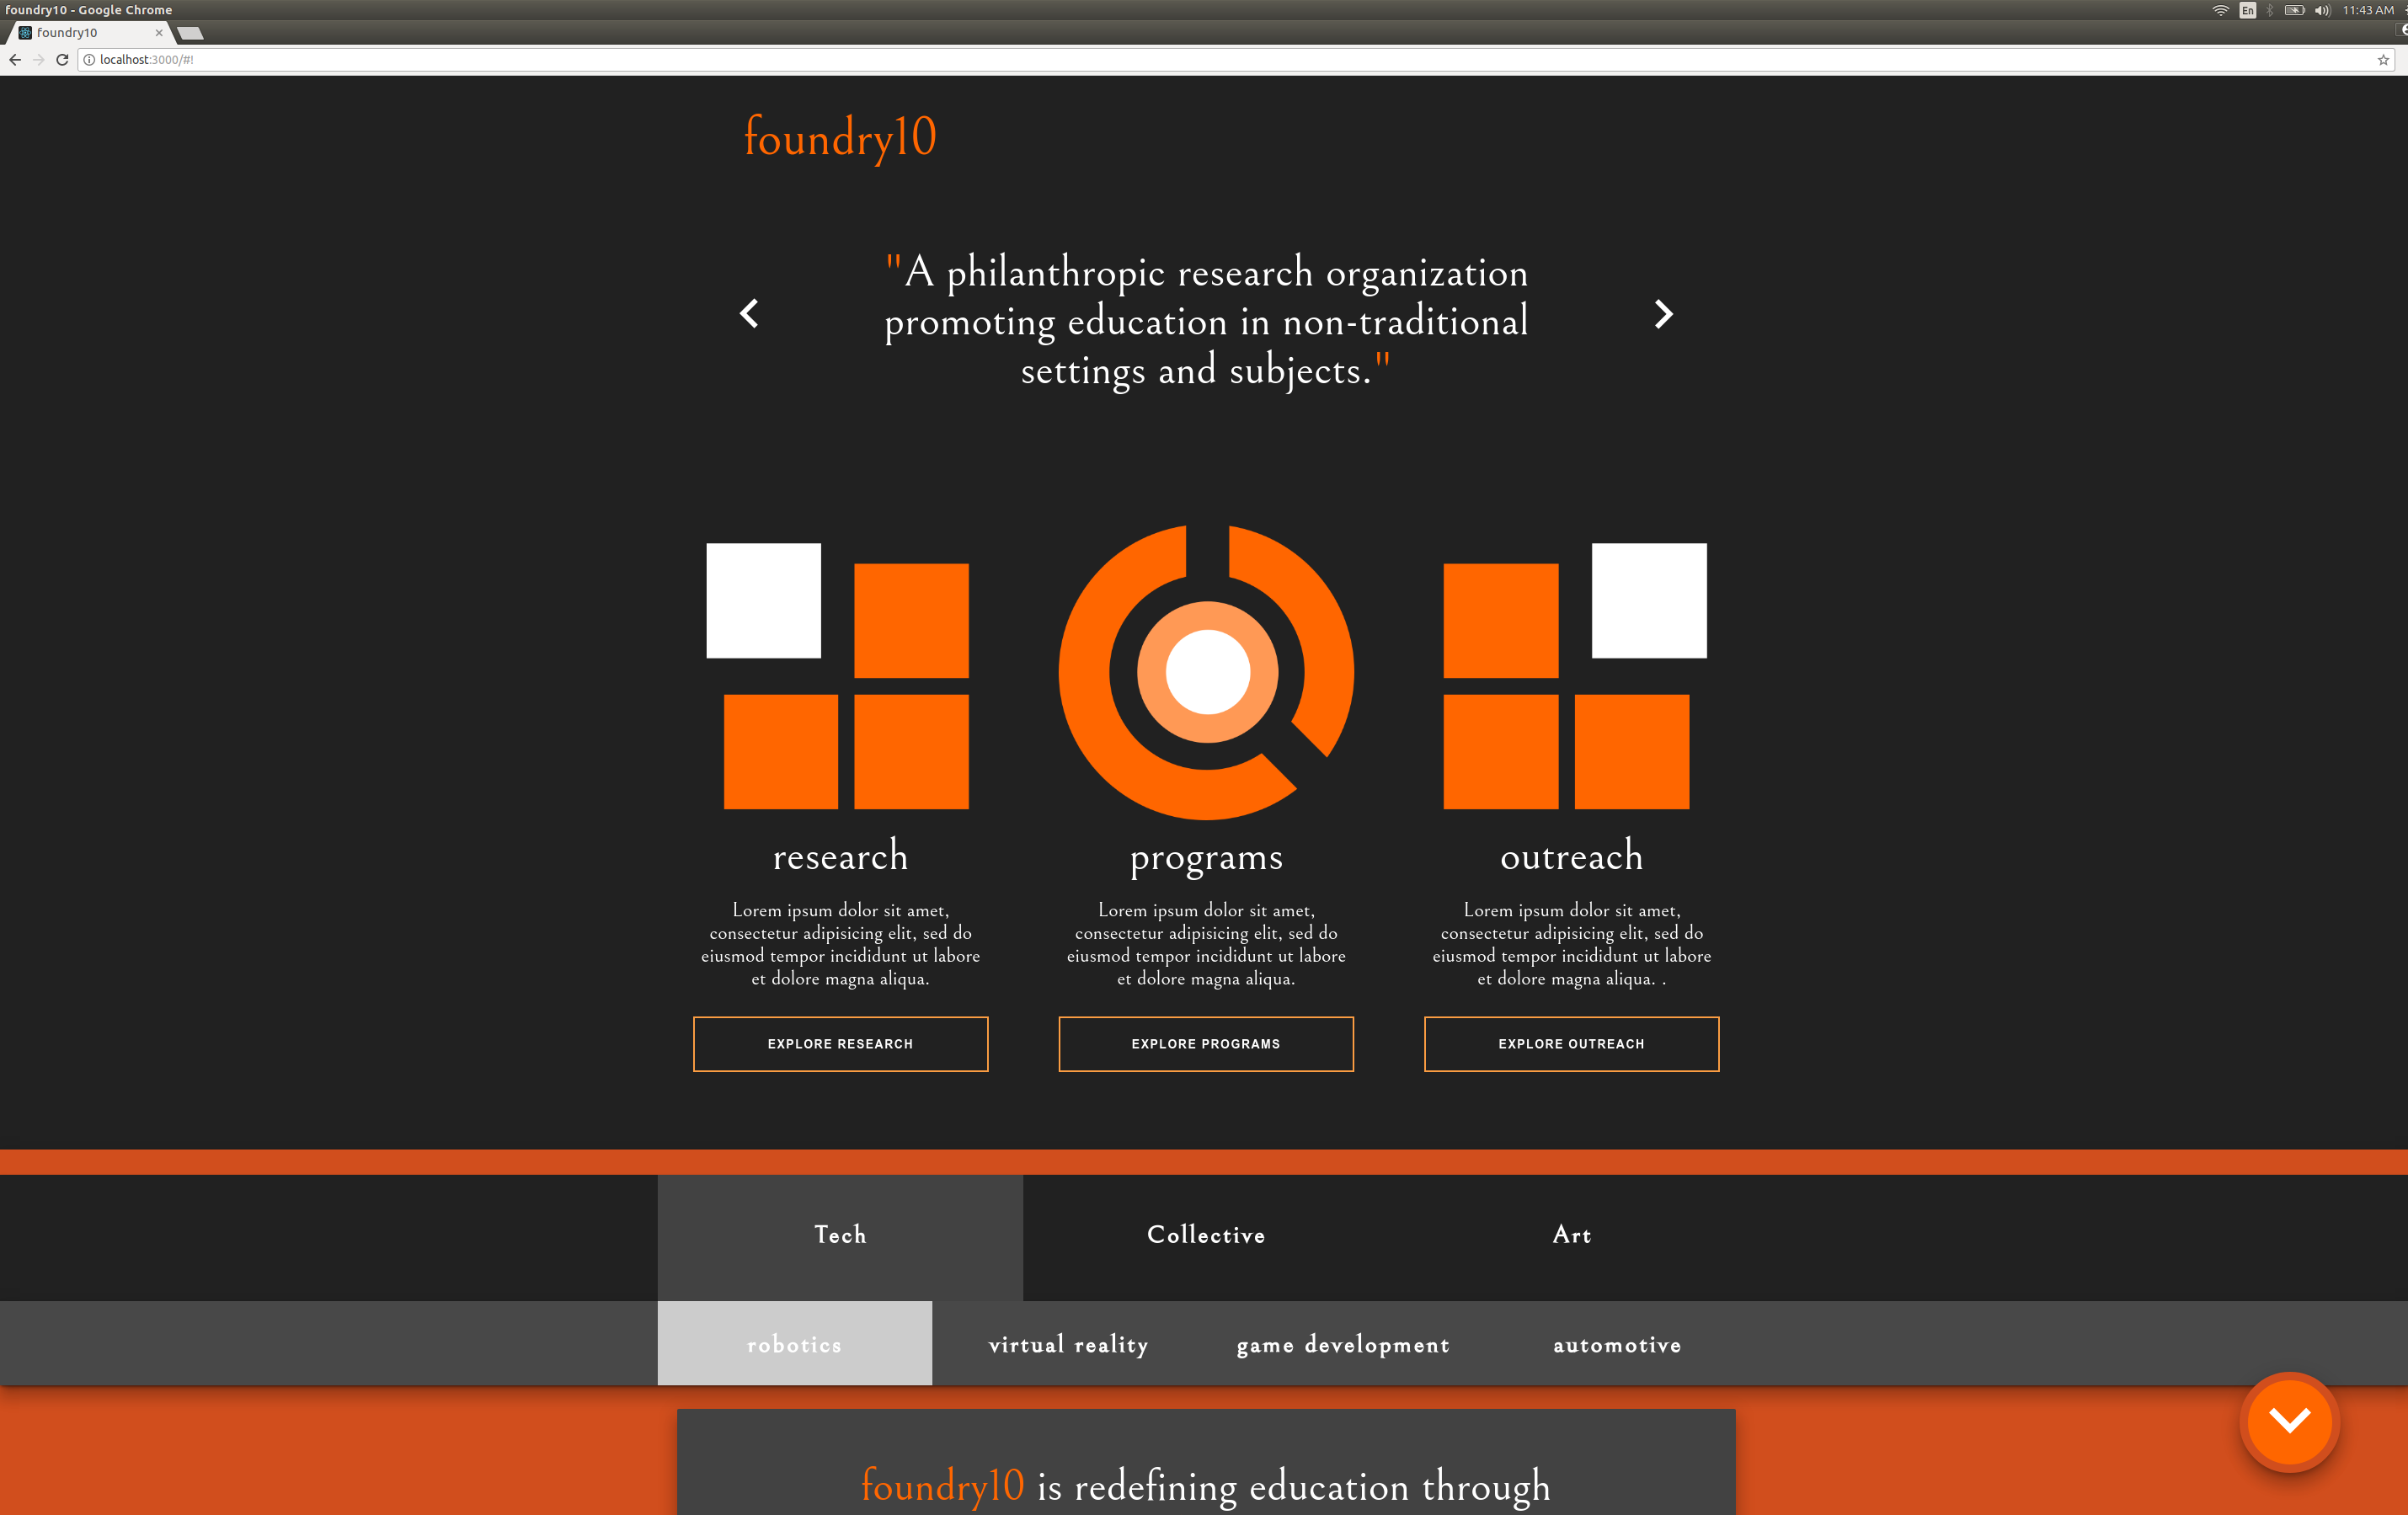 foundry10 - Google Chrome
En
11:43 AM
foundry10
localhost:3000/#!
foundry10
"A philanthropic research organization
promoting education in non-traditional
settings and subjects."
research
programs
outreach
Lorem ipsum dolor sit amet,
consectetur adipisicing elit, sed do
eiusmod tempor incididunt ut labore
et dolore magna aliqua.
Lorem ipsum dolor sit amet,
consectetur adipisicing elit, sed do
eiusmod tempor incididunt ut labore
et dolore magna aliqua.
Lorem ipsum dolor sit amet,
consectetur adipisicing elit, sed do
eiusmod tempor incididunt ut labore
et dolore magna aliqua. .
EXPLORE RESEARCH
EXPLORE PROGRAMS
EXPLORE OUTREACH
Tech
Collective
Art
robotics
virtual reality
game development
automotive
foundry10 is redefining education through